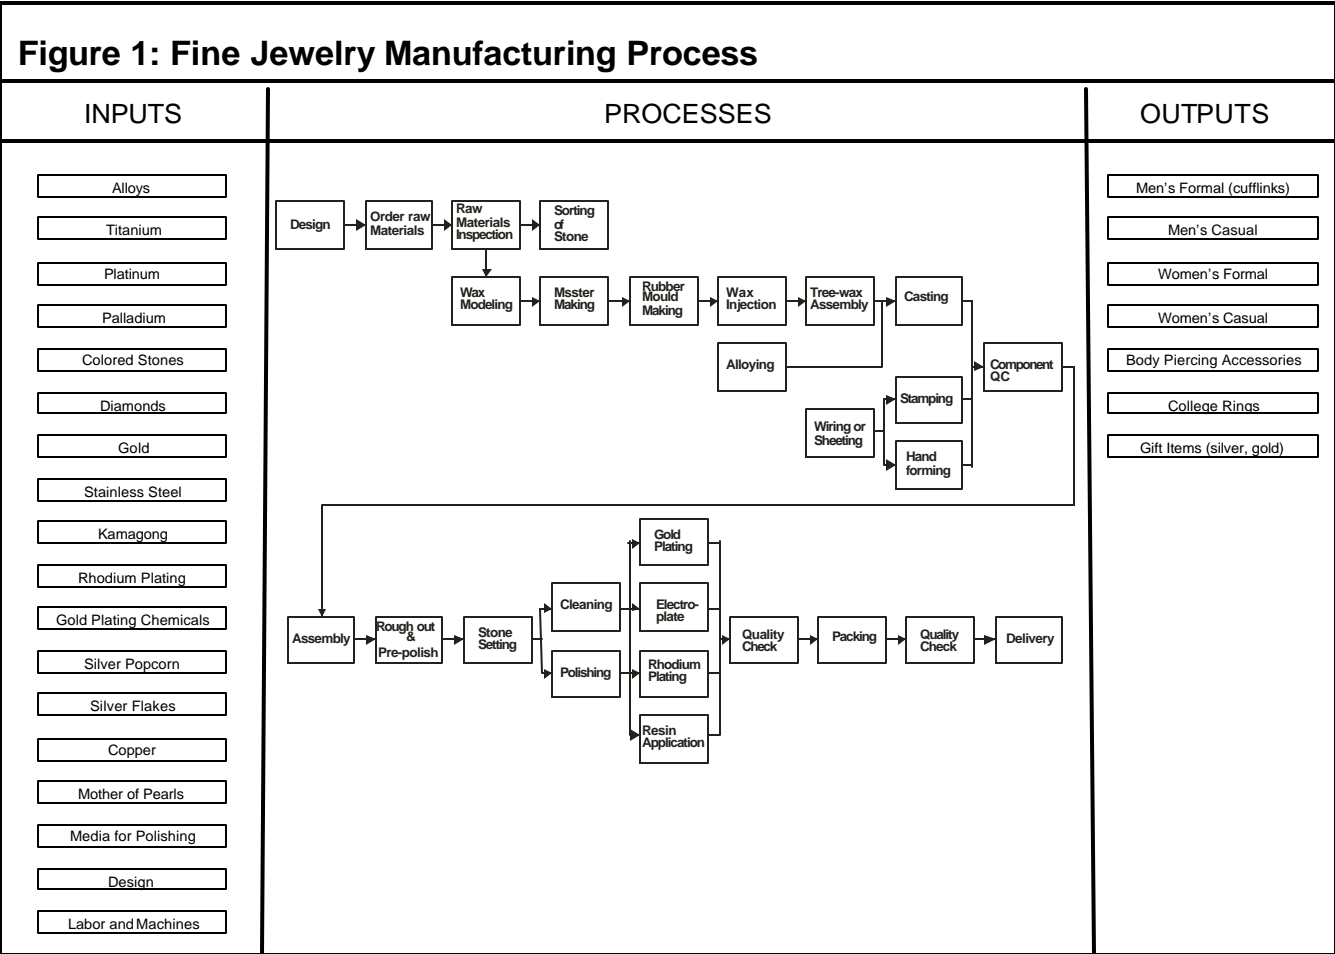 Figure 1: Fine Jewelry Manufacturing Process
INPUTS
PROCESSES
OUTPUTS
Alloys
Titanium
Platinum
Palladium
Colored Stones
Diamonds
Gold
Stainless Steel
Kamagong
Rhodium Plating
Gold Plating Chemicals
Silver Popcorn
Silver Flakes
Copper
Mother of Pearls
Media for Polishing
Design
Labor and Machines
Design
Order raw
Materials
Raw
Materials
Inspection
Sorting
of
Stone
Wax
Modeling
Msster
Making
Rubber
Mould
Making
Wax
Injection
Tree-wax
Assembly
Casting
Alloying
Component
QC
Stamping
Wiring or
Sheeting
Hand
forming
Gold
Plating
Cleaning
Electro-
plate
Assembly
Rough out
&
Pre-polish
Stone
Setting
Polishing
Rhodium
Plating
Resin
Application
Quality
Check
Packing
Quality
Check
Delivery
Men's Formal (cufflinks)
Men's Casual
Women's Formal
Women's Casual
Body Piercing Accessories
College Rings
Gift Items (silver, gold)